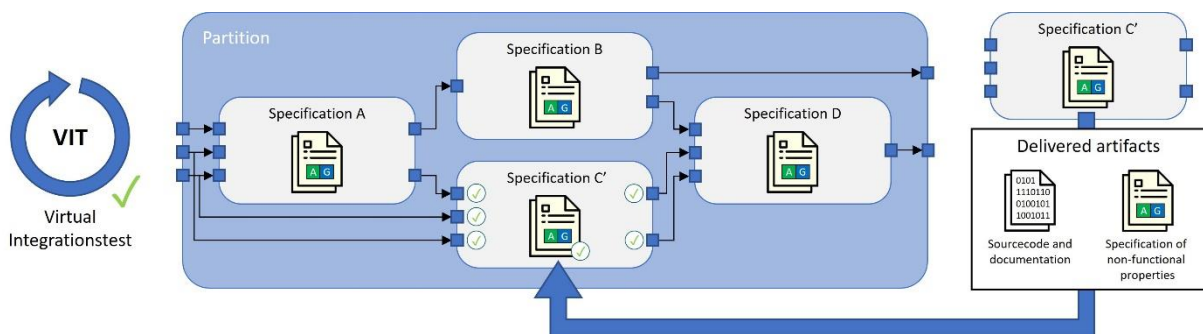 VIT
Virtual
Integrationstest
Partition
Specification A
A G
Specification B
A G
Specification C'
A G
Specification D
A G
Specification C'
A G
Delivered artifacts
0101
1110110
0100101
1001011
Sourcecode and
documentation
A G
Specification of
non-functional
properties